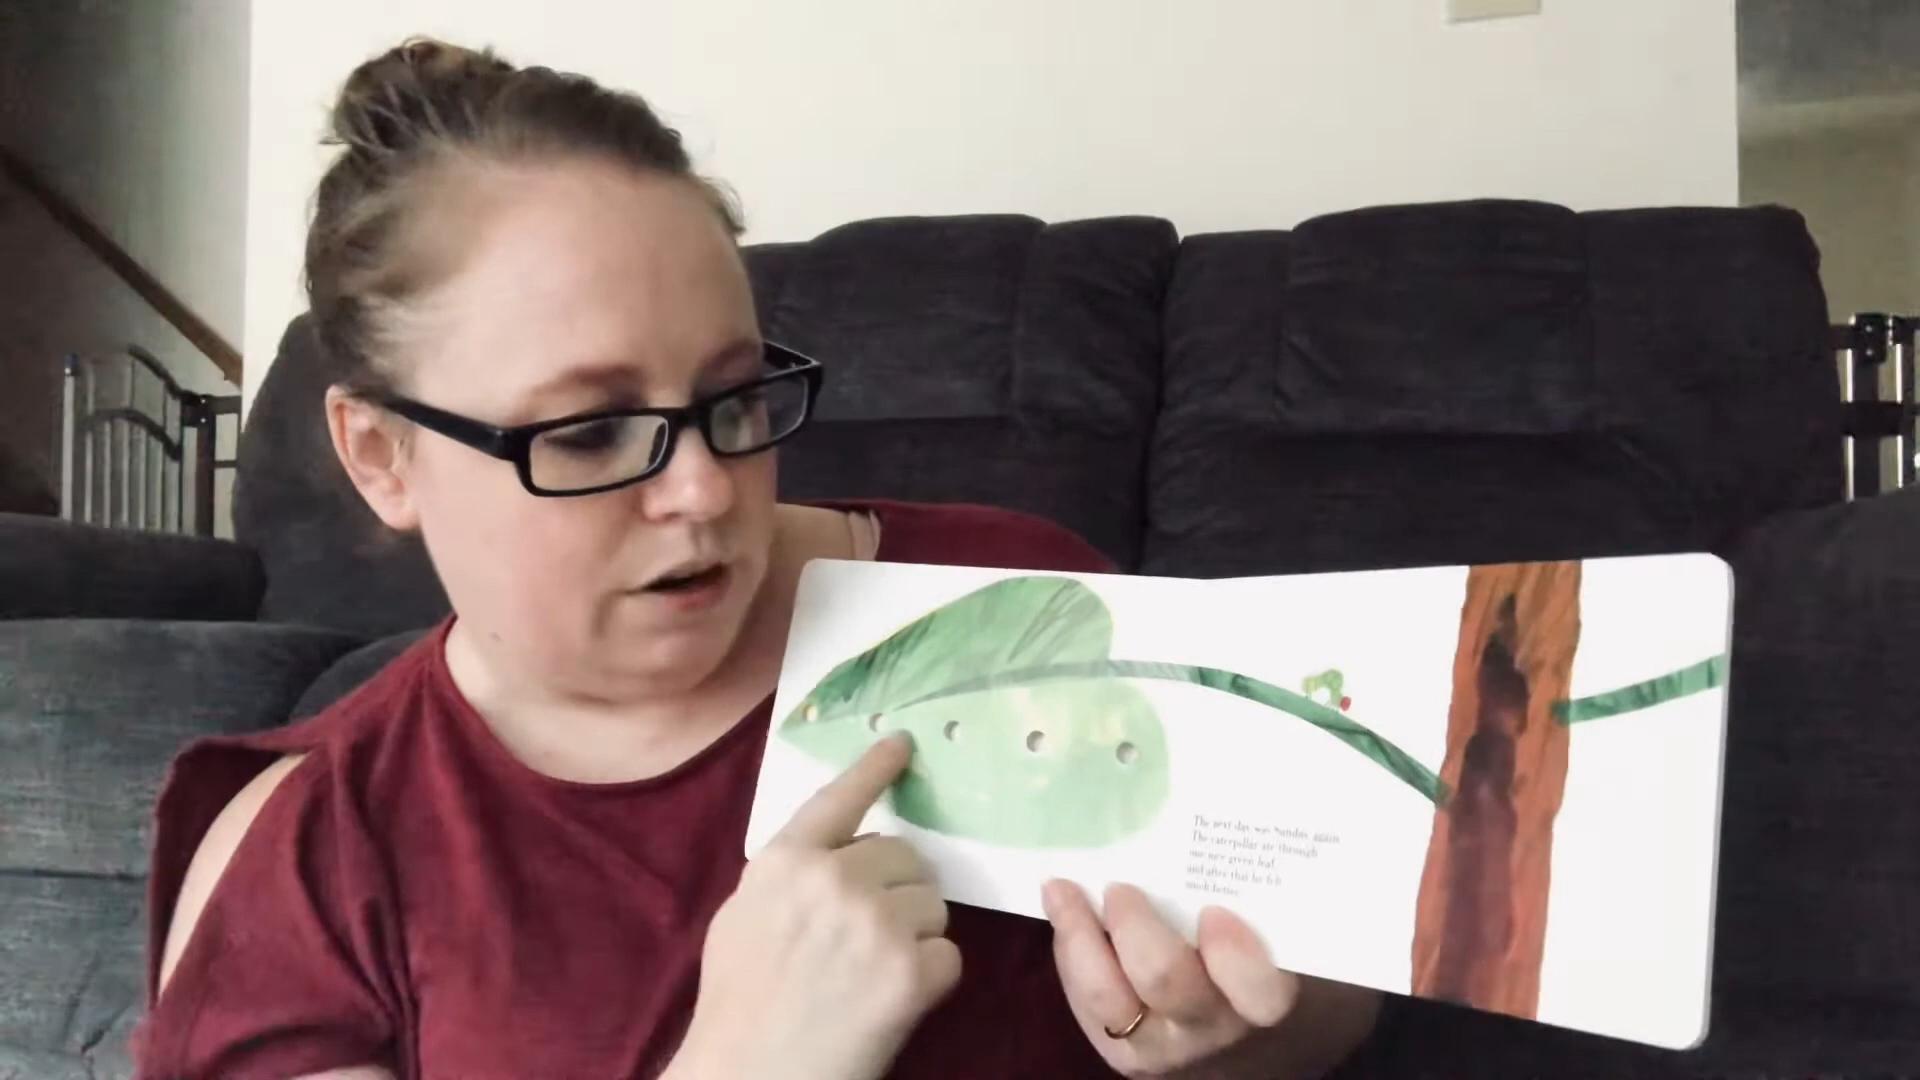 The next day was Sunday again.
The caterpillar ate through
one nice green leaf,
and after that he felt
much better.